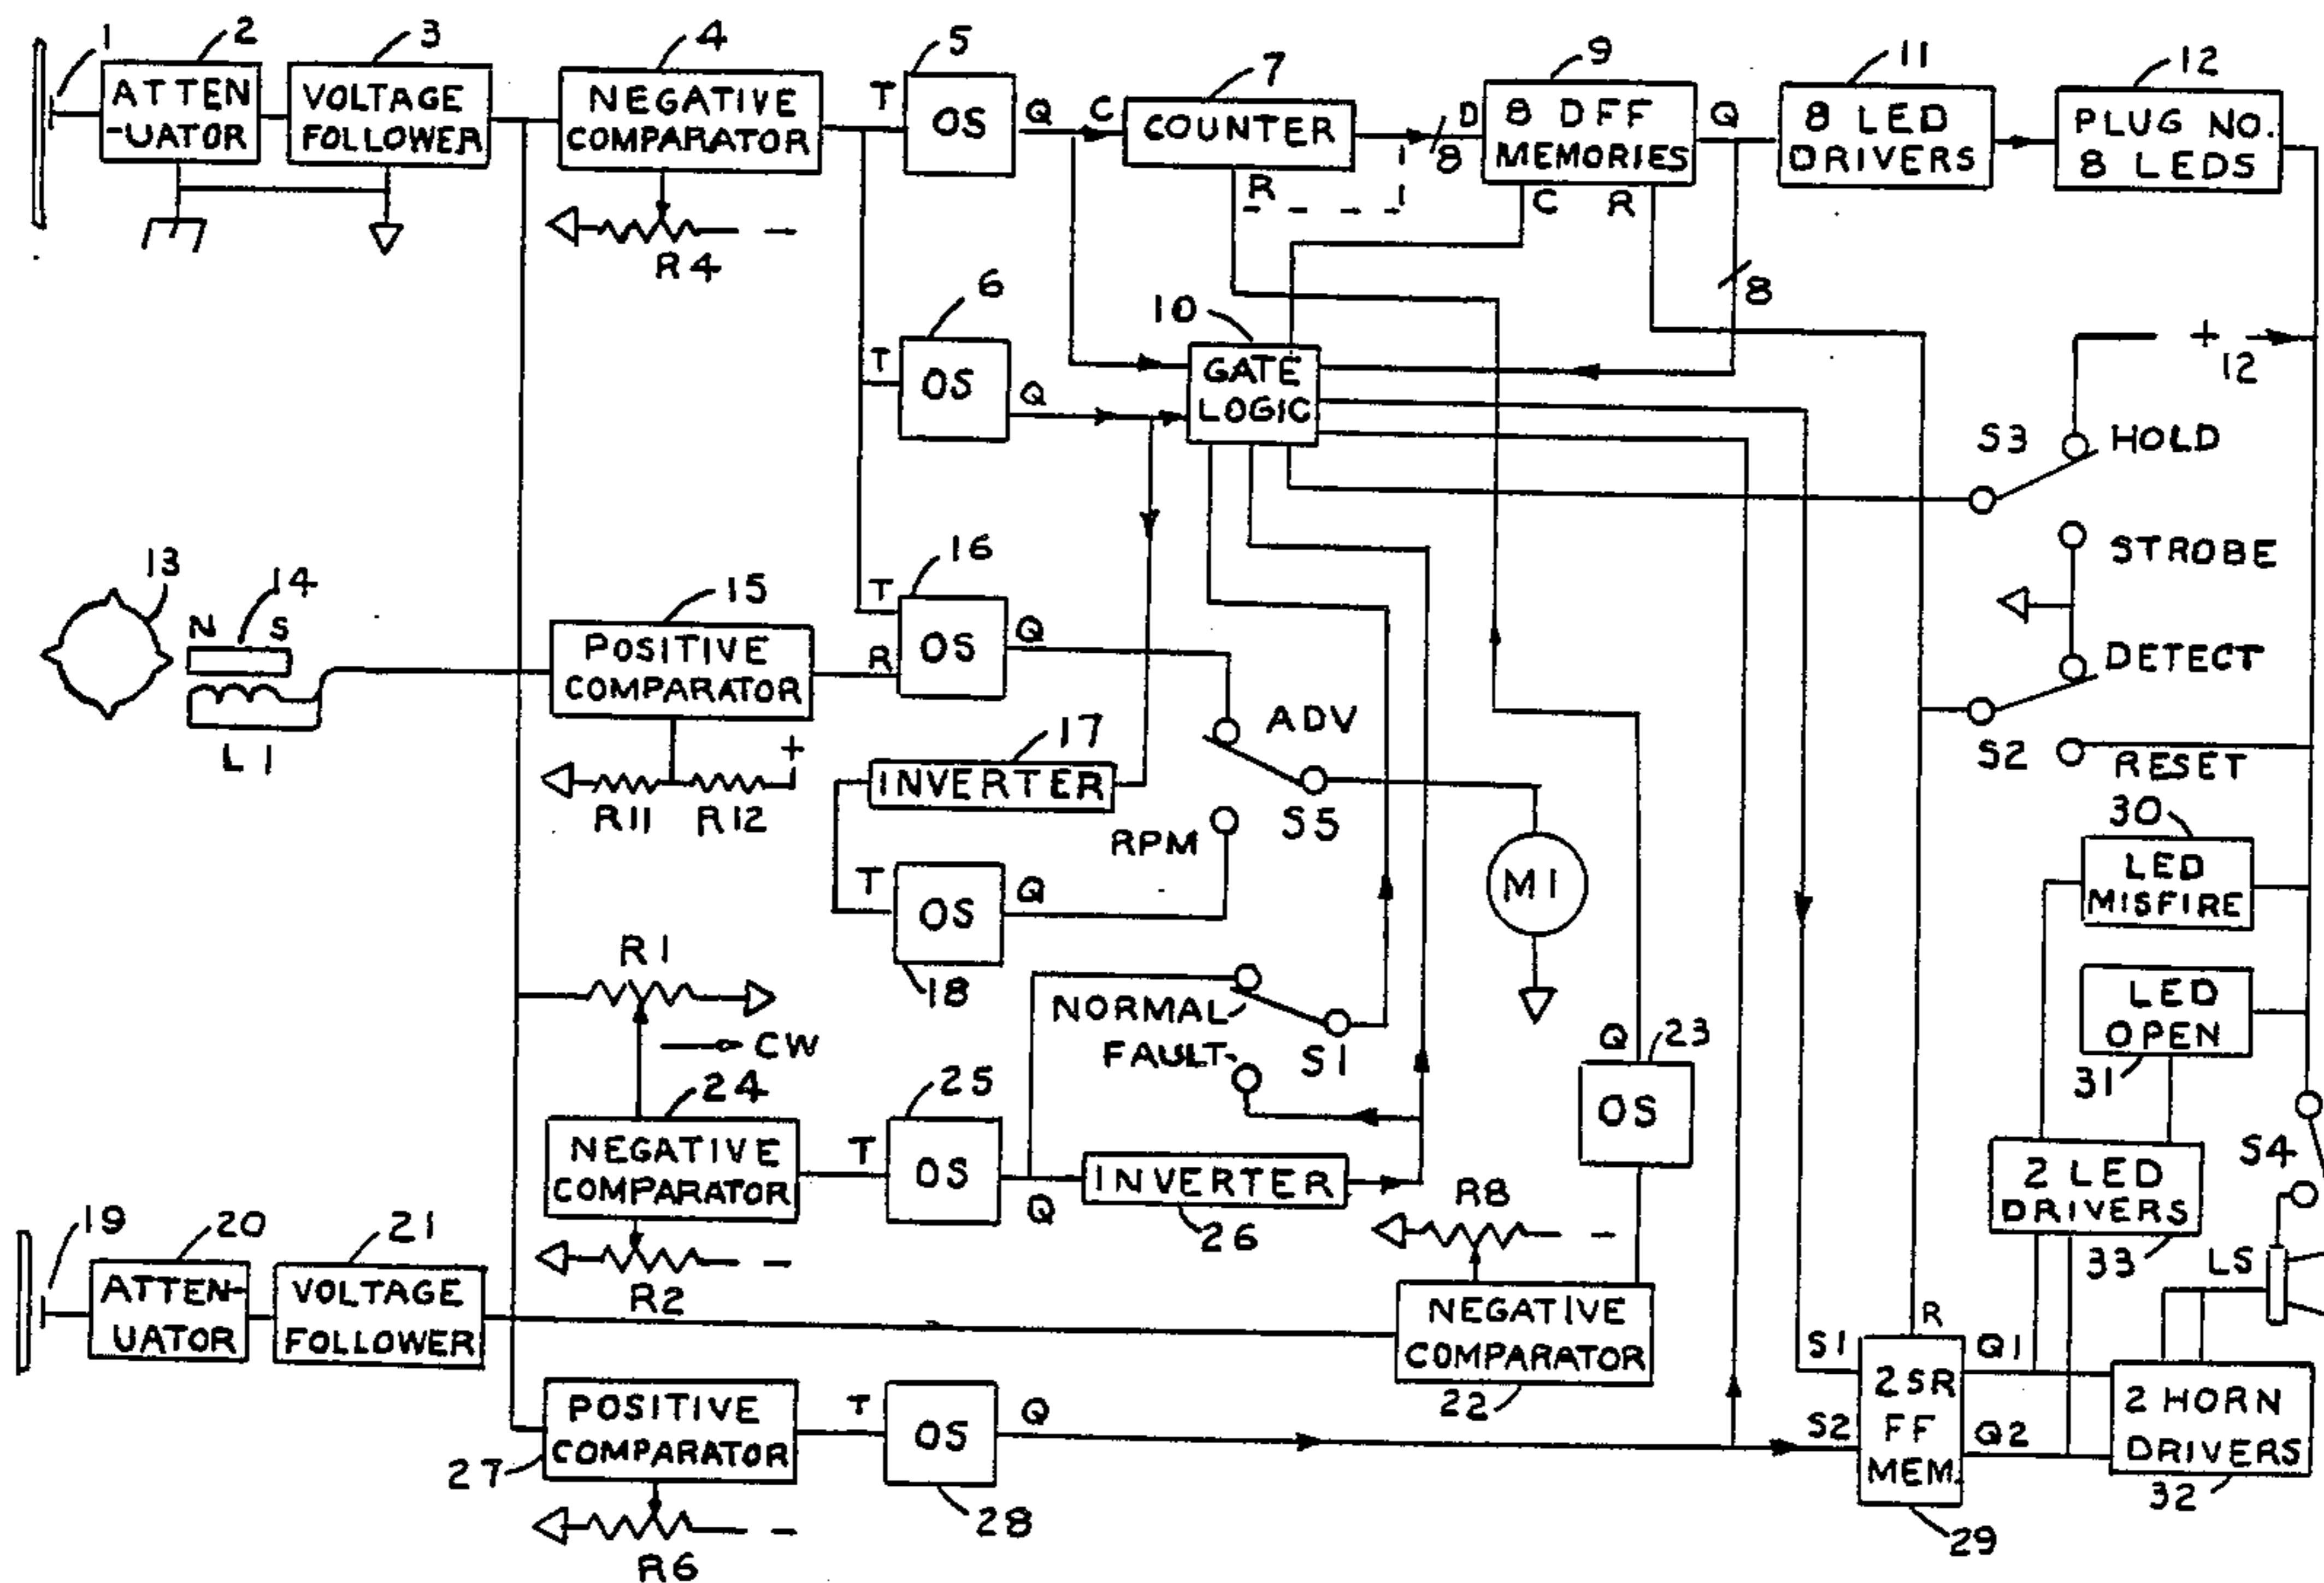 1
2
3
4
5
7
9
11
12
ATTEN
-UATOR
VOLTAGE
FOLLOWER
NEGATIVE
COMPARATOR
T
OS
Q
C
COUNTER
R
8
D
8 DFF
MEMORIES
C
R
Q
8 LED
DRIVERS
PLUG NO.
8 LEDS
-
R4
8
6
T
OS
Q
10
GATE
LOGIC
+
12
S3
HOLD
STROBE
DETECT
S2
RESET
13
14
N S
L1
15
POSITIVE
COMPARATOR
+
R11
R12
16
T
R
OS
Q
17
INVERTER
ADV
S5
RPM
M1
T
OS
Q
18
30
LED
MISFIRE
LED
OPEN
31
R1
CW
NORMAL
FAULT
S1
Q
23
OS
24
NEGATIVE
COMPARATOR
-
R2
25
T
OS
Q
INVERTER
26
R8
-
S4
2 LED
DRIVERS
33
LS
19
20
21
ATTEN-
UATOR
VOLTAGE
FOLLOWER
NEGATIVE
COMPARATOR
22
R
S1
S2
2 SR
FF
MEM.
Q1
Q2
29
2 HORN
DRIVERS
32
POSITIVE
COMPARATOR
27
-
R6
T
OS
Q
28